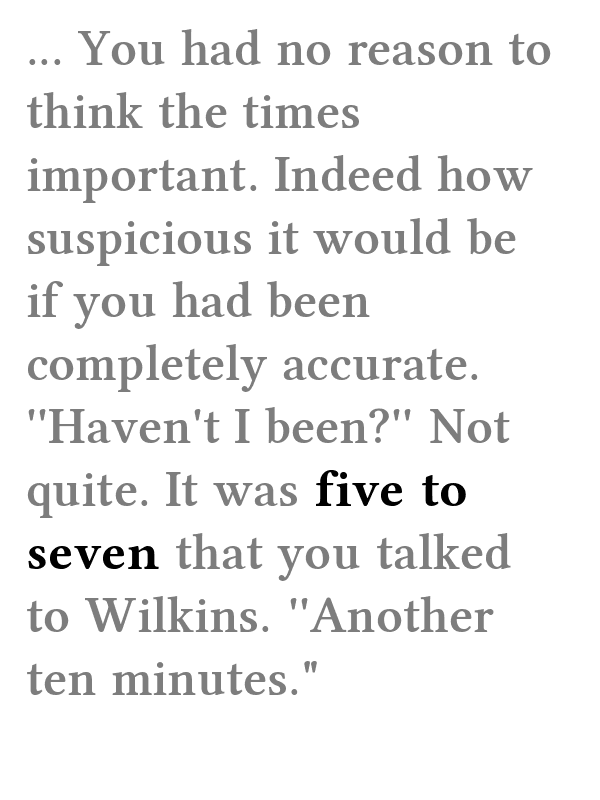 ... You had no reason to
think the times
important. Indeed how
suspicious it would be
if you had been
completely accurate.
''Haven't I been?'' Not
quite. It was five to
seven that you talked
to Wilkins. ''Another
ten minutes."